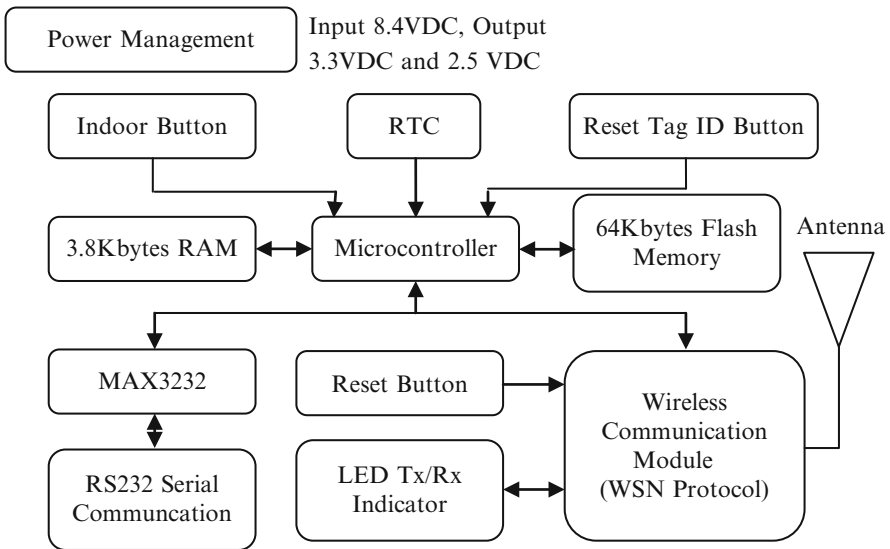 Power Management
Input 8.4VDC, Output
3.3VDC and 2.5 VDC
Indoor Button
RTC
Reset Tag ID Button
3.8Kbytes RAM
Microcontroller
64Kbytes Flash
Memory
Antenna
MAX3232
Reset Button
Wireless
Communication
Module
(WSN Protocol)
RS232 Serial
Communcation
LED Tx/Rx
Indicator